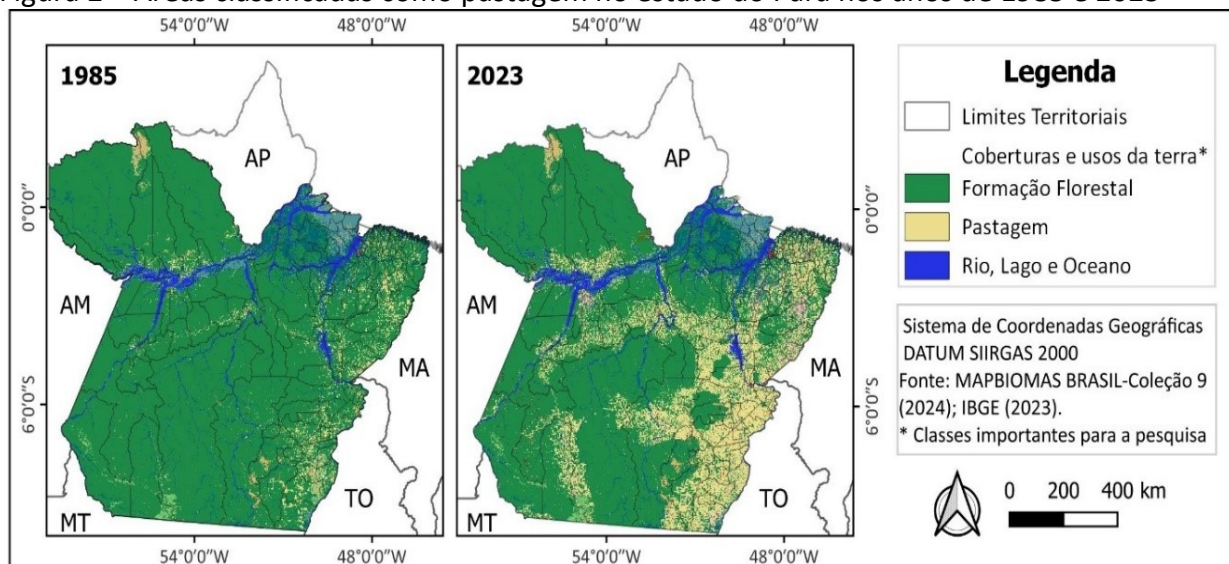 Figura – Áreas classificadas como pastagem no estado do Pará nos anos de 1985 e 2023
54°0'0"W 48°0'0"W 54°0'0"W 48°0'0"W
1985
AP
AM
MA
TO
MT
2023
AP
AM
MA
TO
MT
0°0'0"
6°0'0"S
0°0'0"
6°0'0"S
54°0'0"W 48°0'0"W 54°0'0"W 48°0'0"W
Legenda
Limites Territoriais
Coberturas e usos da terra*
Formação Florestal
Pastagem
Rio, Lago e Oceano
Sistema de Coordenadas Geográficas
DATUM SIIRGAS 2000
Fonte: MAPBIOMAS BRASIL-Coleção 9
(2024); IBGE (2023).
* Classes importantes para a pesquisa
0 200 400 km